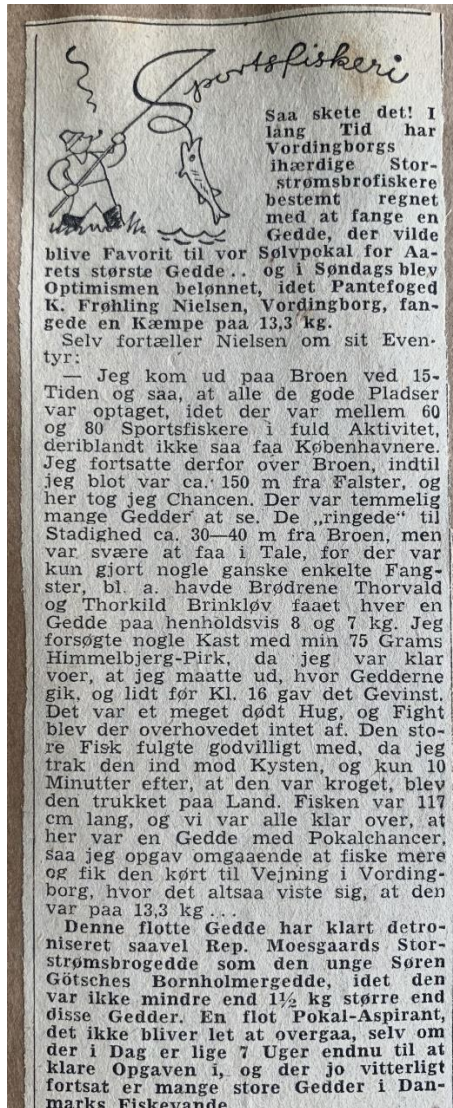 Sportsfiskeri
Saa skete det! I
lang Tid har
Vordingborgs
ihærdige Stor-
strømsbrofiskere
bestemt regnet
med at fange en
Gedde, der vilde
blive Favorit til vor Sølvpokal for Aa-
rets største Gedde.. og i Søndags blev
Optimismen belønnet, idet Pantefoged
K. Frøhling Nielsen, Vordingborg, fan-
gede en Kæmpe paa 13,3 kg.
Selv fortæller Nielsen om sit Even-
tyr:
— Jeg kom ud paa Broen ved 15-
Tiden og saa, at alle de gode Pladser
var optaget, idet der var mellem 60
og 80 Sportsfiskere i fuld Aktivitet,
deriblandt ikke saa faa Københavnere.
Jeg fortsatte derfor over Broen, indtil
jeg blot var ca. 150 m fra Falster, og
her tog jeg Chancen. Der var temmelig
mange Gedder at se. De „ringede“ til
Stadighed ca. 30—40 m fra Broen, men
var svære at faa i Tale, for der var
kun gjort nogle ganske enkelte Fang-
ster, bl. a. havde Brødrene Thorvald
og Thorkild Brinkløv faaet hver en
Gedde paa henholdsvis 8 og 7 kg. Jeg
forsøgte nogle Kast med min 75 Grams
Himmelbjerg-Pirk, da jeg var klar
voer, at jeg maatte ud, hvor Gedderne
gik, og lidt før Kl. 16 gav det Gevinst.
Det var et meget dødt Hug, og Fight
blev der overhovedet intet af. Den sto-
re Fisk fulgte godvilligt med, da jeg
trak den ind mod Kysten, og kun 10
Minutter efter, at den var kroget, blev
den trukket paa Land. Fisken var 117
cm lang, og vi var alle klar over, at
her var en Gedde med Pokalchancer,
saa jeg opgav omgaaende at fiske mere
og fik den kørt til Vejning i Vording-
borg, hvor det altsaa viste sig, at den
var paa 13,3 kg...
Denne flotte Gedde har klart detro-
niseret saavel Rep. Moesgaards Stor-
strømsbrogedde som den unge Søren
Götsches Bornholmergedde, idet den
var ikke mindre end 1½ kg større end
disse Gedder. En flot Pokal-Aspirant,
det ikke bliver let at overgaa, selv om
der i Dag er lige 7 Uger endnu til at
klare Opgaven i, og der jo vitterligt
fortsat er mange store Gedder i Dan-
marks Fiskevande